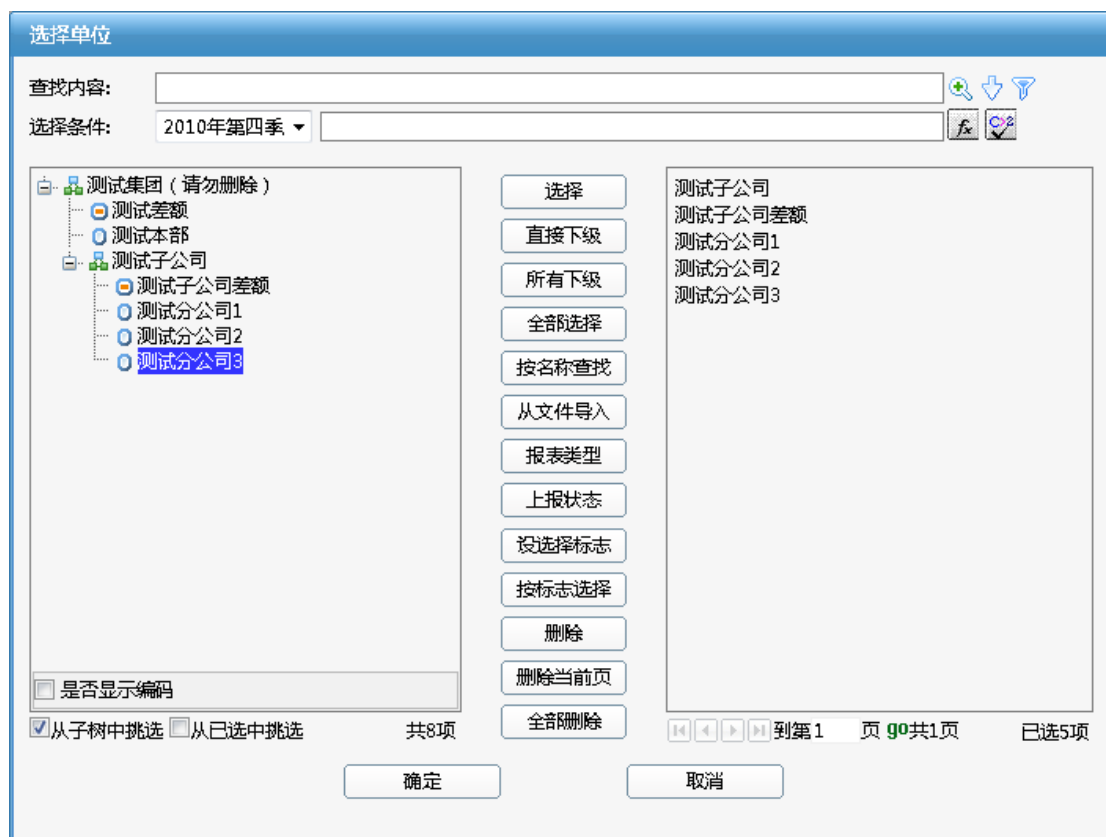 选择单位
查找内容:
选择条件: 2010年第四季
测试集团（请勿删除）
测试差额
测试本部
测试子公司
测试子公司差额
测试分公司1
测试分公司2
测试分公司3
是否显示编码
从子树中挑选 从已选中挑选 共8项
选择
直接下级
所有下级
全部选择
按名称查找
从文件导入
报表类型
上报状态
设选择标志
按标志选择
删除
删除当前页
全部删除
测试子公司
测试子公司差额
测试分公司1
测试分公司2
测试分公司3
到第1 页 go共1页 已选5项
确定 取消